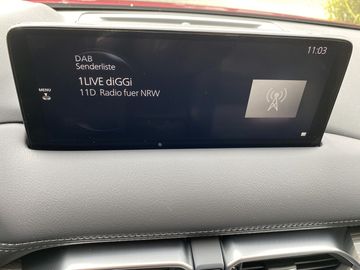 11:03
DAB
Senderliste
1LIVE diGGi
11D Radio fuer NRW
MENU